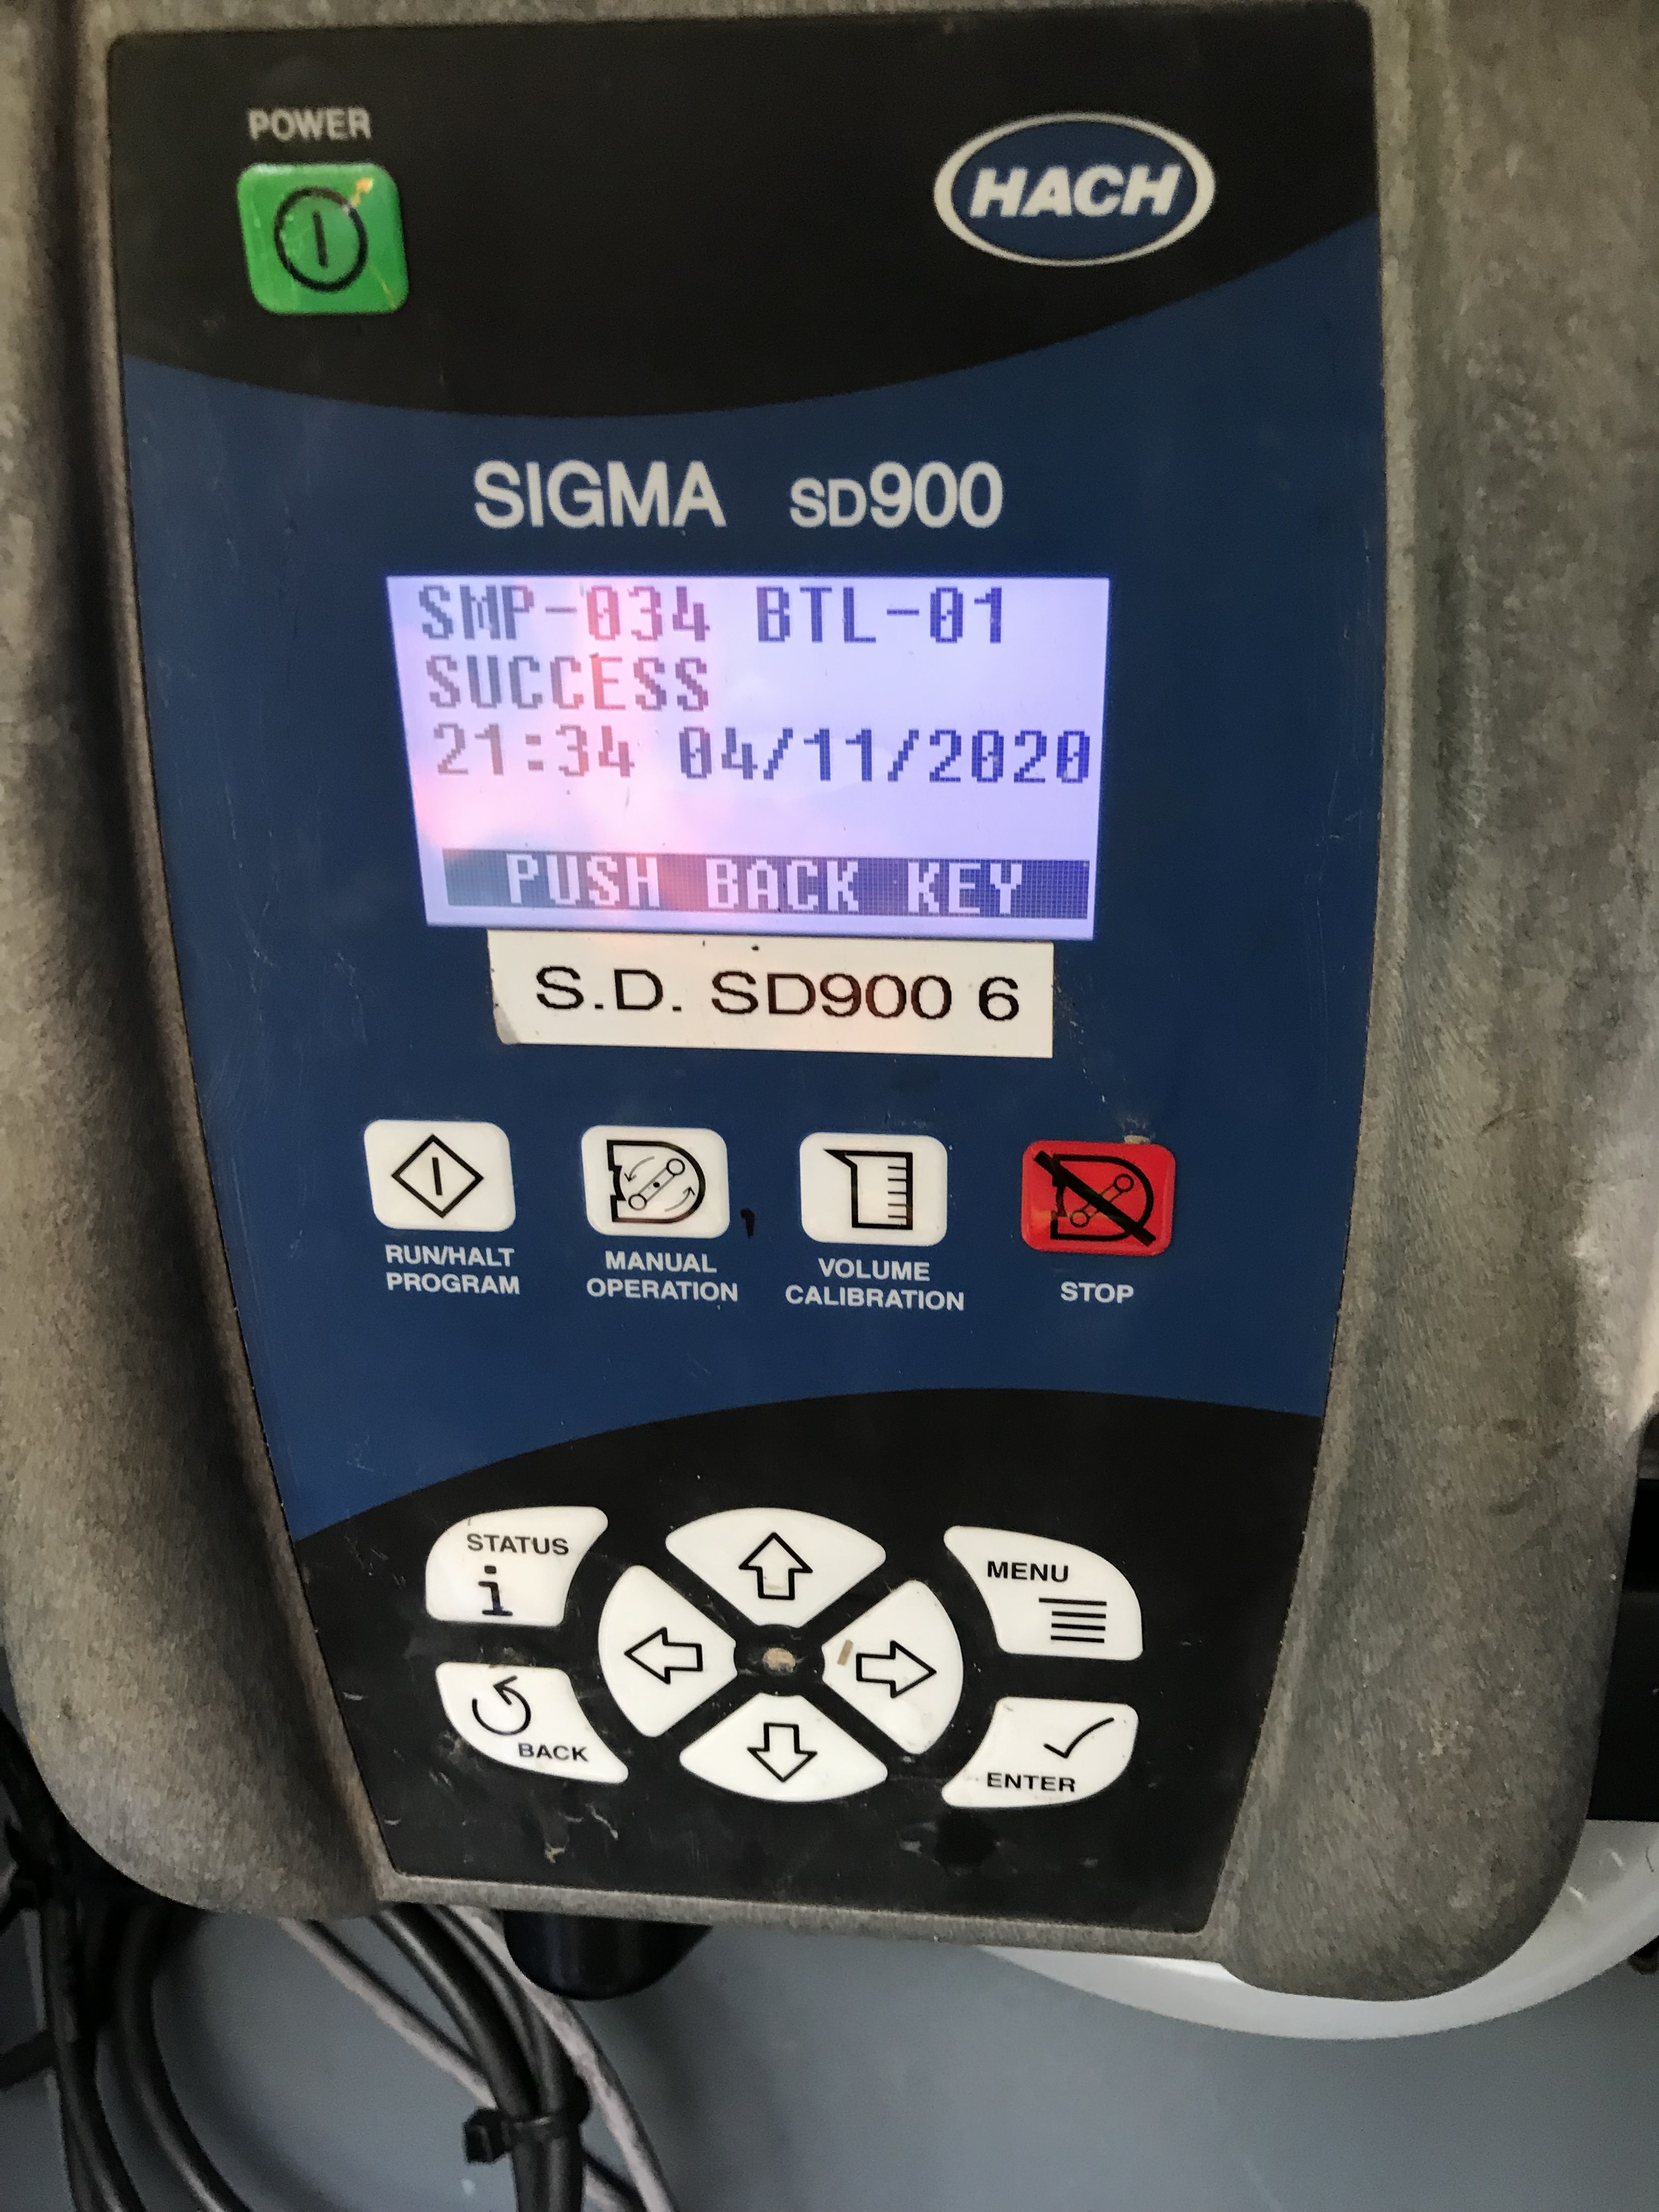 POWER
HACH
SIGMA SD900
SMP-034 BTL-01
SUCCESS
21:34 04/11/2020
PUSH BACK KEY
S.D. SD900 6
RUN/HALT
PROGRAM
MANUAL
OPERATION
VOLUME
CALIBRATION
STOP
STATUS
i
MENU
BACK
ENTER